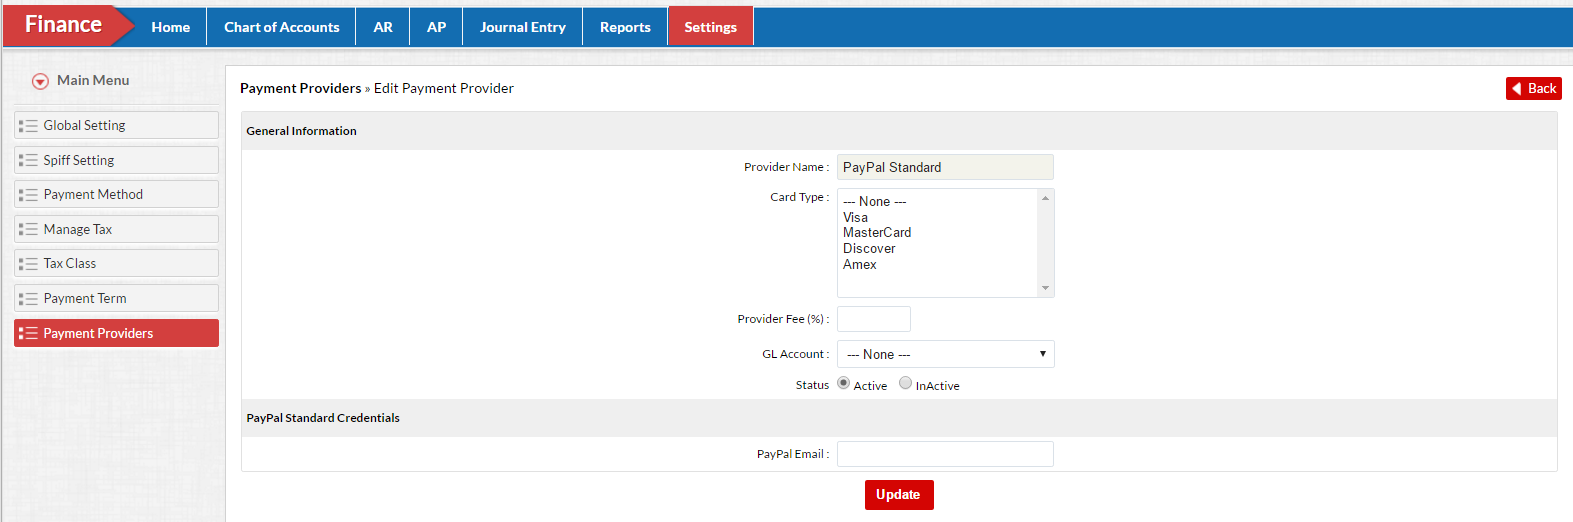 Finance Home Chart of Accounts AR AP Journal Entry Reports Settings
Main Menu
Global Setting
Spiff Setting
Payment Method
Manage Tax
Tax Class
Payment Term
Payment Providers
Payment Providers » Edit Payment Provider
Back
General Information
Provider Name : PayPal Standard
Card Type : --- None ---
Visa
MasterCard
Discover
Amex
Provider Fee (%) :
GL Account : --- None ---
Status Active InActive
PayPal Standard Credentials
PayPal Email :
Update